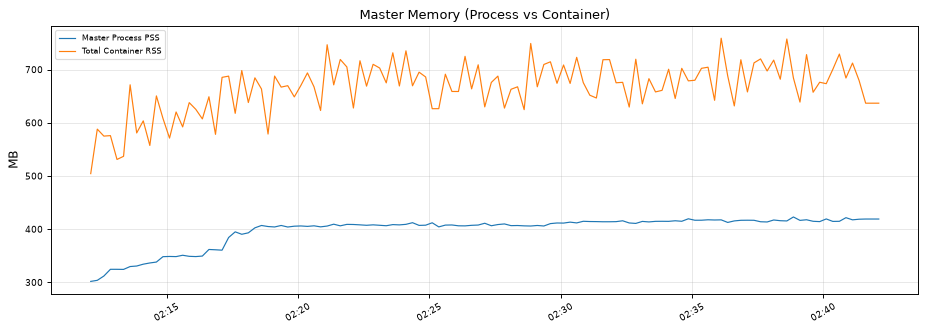 Master Memory (Process vs Container)
Master Process PSS
Total Container RSS
MB
700
600
500
400
300
02:15
02:20
02:25
02:30
02:35
02:40